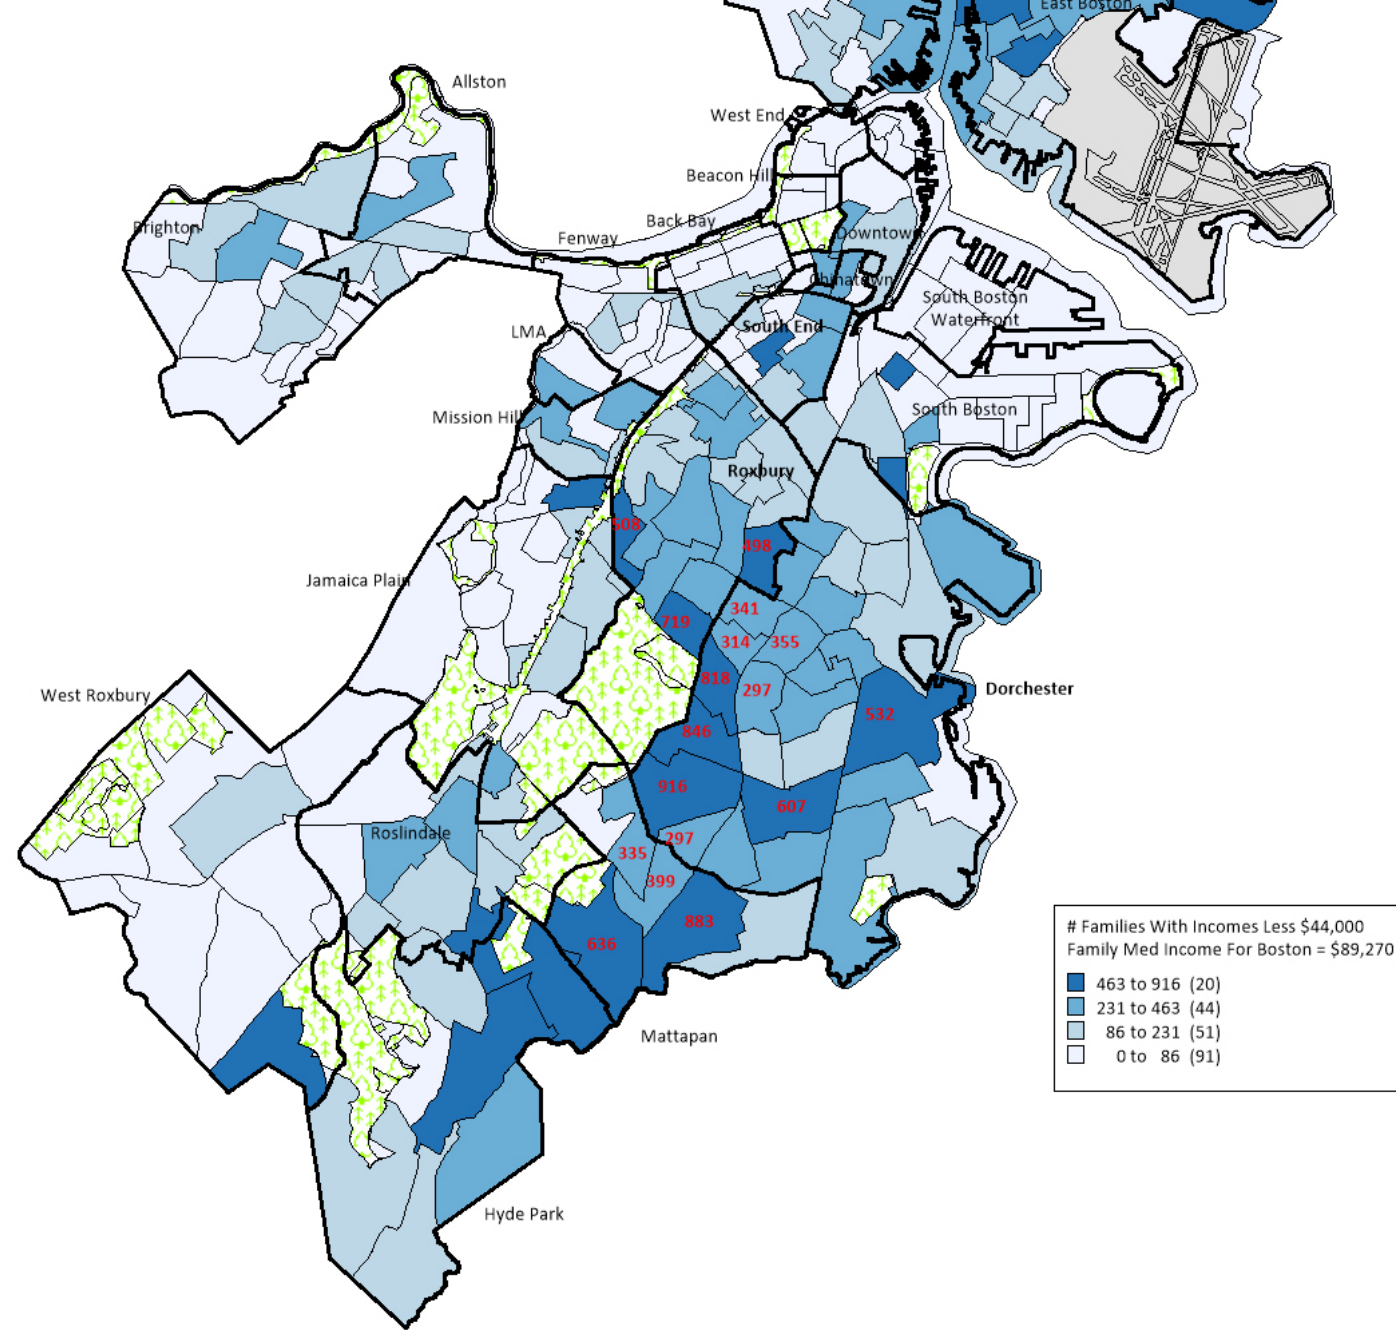 East Boston
Allston
West End
Beacon Hill
Back Bay
Brighton
Downtown
Fenway
Chinatown
South Boston
Waterfront
South End
LMA
South Boston
Mission Hill
Roxbury
508
498
Jamaica Plain
341
719
314 355
818
297
Dorchester
West Roxbury
532
846
916
607
Roslindale
297
335
399
883
636
Mattapan
Hyde Park
# Families With Incomes Less $44,000
Family Med Income For Boston = $89,270
463 to 916 (20)
231 to 463 (44)
86 to 231 (51)
0 to 86 (91)